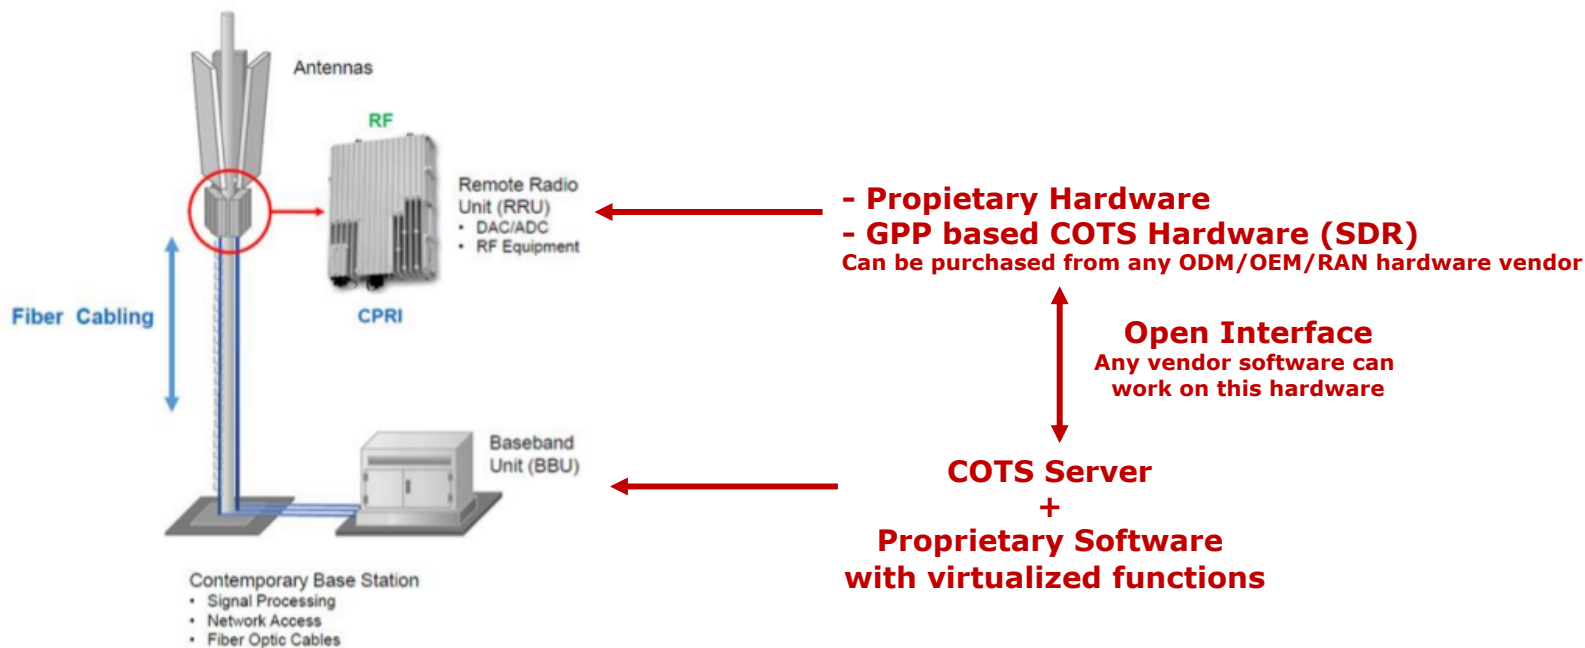 Antennas
RF
Remote Radio
Unit (RRU)
• DAC/ADC
• RF Equipment
CPRI
Fiber Cabling
Baseband
Unit (BBU)
Contemporary Base Station
• Signal Processing
• Network Access
• Fiber Optic Cables
- Propietary Hardware
- GPP based COTS Hardware (SDR)
Can be purchased from any ODM/OEM/RAN hardware vendor
Open Interface
Any vendor software can
work on this hardware
COTS Server
+
Proprietary Software
with virtualized functions